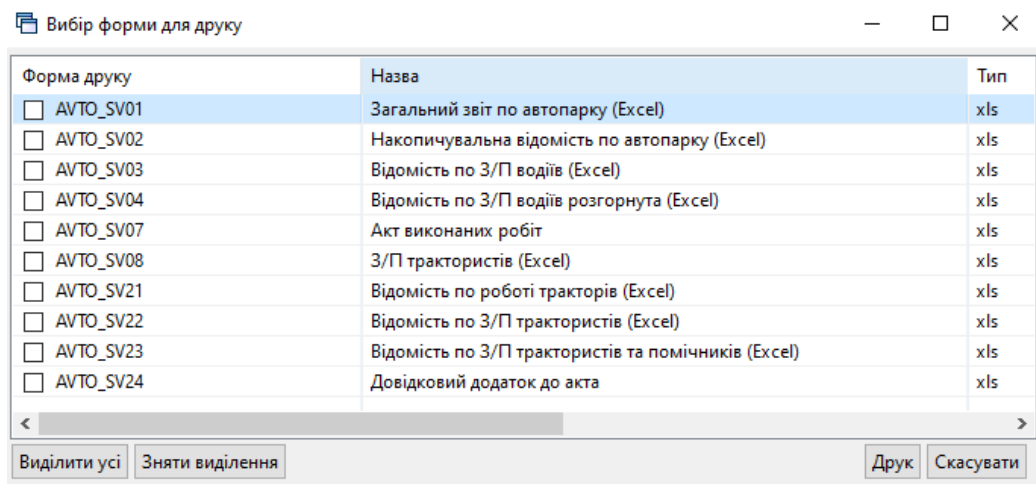 Вибір форми для друку
Форма друку Назва Тип
AVTO_SV01 Загальний звіт по автопарку (Excel) xls
AVTO_SV02 Накопичувальна відомість по автопарку (Excel) xls
AVTO_SV03 Відомість по З/П водіїв (Excel) xls
AVTO_SV04 Відомість по З/П водіїв розгорнута (Excel) xls
AVTO_SV07 Акт виконаних робіт xls
AVTO_SV08 З/П трактористів (Excel) xls
AVTO_SV21 Відомість по роботі тракторів (Excel) xls
AVTO_SV22 Відомість по З/П трактористів (Excel) xls
AVTO_SV23 Відомість по З/П трактористів та помічників (Excel) xls
AVTO_SV24 Довідковий додаток до акта xls
Виділити усі Зняти виділення Друк Скасувати